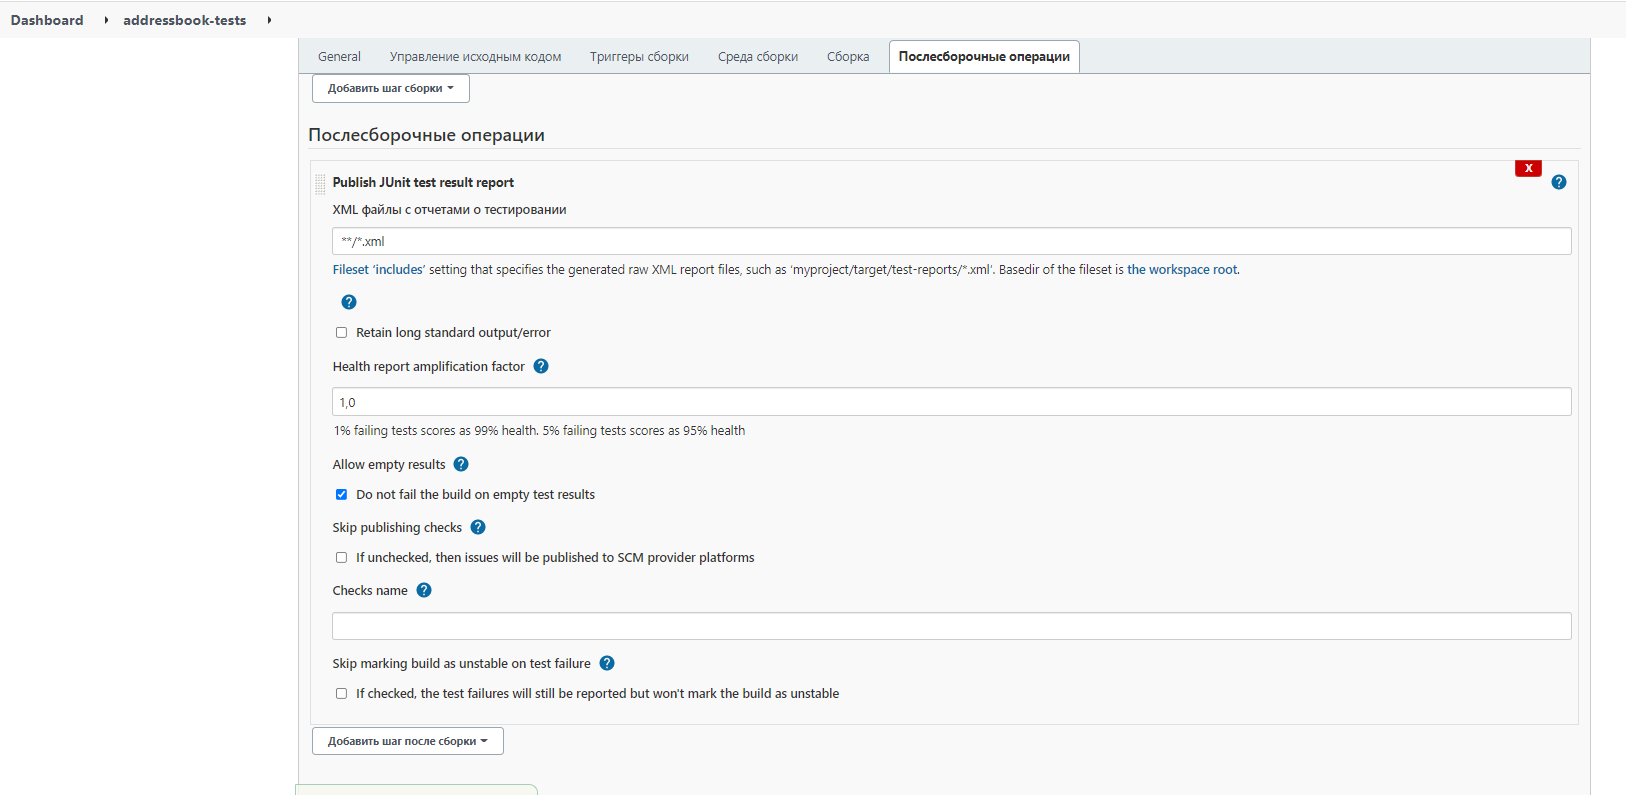 Dashboard addressbook-tests
General Управление исходным кодом Триггеры сборки Среда сборки Сборка Послесборочные операции
Добавить шаг сборки
Послесборочные операции
X
Publish JUnit test result report ?
XML файлы с отчетами о тестировании
**/*.xml
Fileset ‘includes’ setting that specifies the generated raw XML report files, such as ‘myproject/target/test-reports/*.xml’. Basedir of the fileset is the workspace root.
?
Retain long standard output/error
Health report amplification factor ?
1,0
1% failing tests scores as 99% health. 5% failing tests scores as 95% health
Allow empty results ?
Do not fail the build on empty test results
Skip publishing checks ?
If unchecked, then issues will be published to SCM provider platforms
Checks name ?
Skip marking build as unstable on test failure ?
If checked, the test failures will still be reported but won't mark the build as unstable
Добавить шаг после сборки